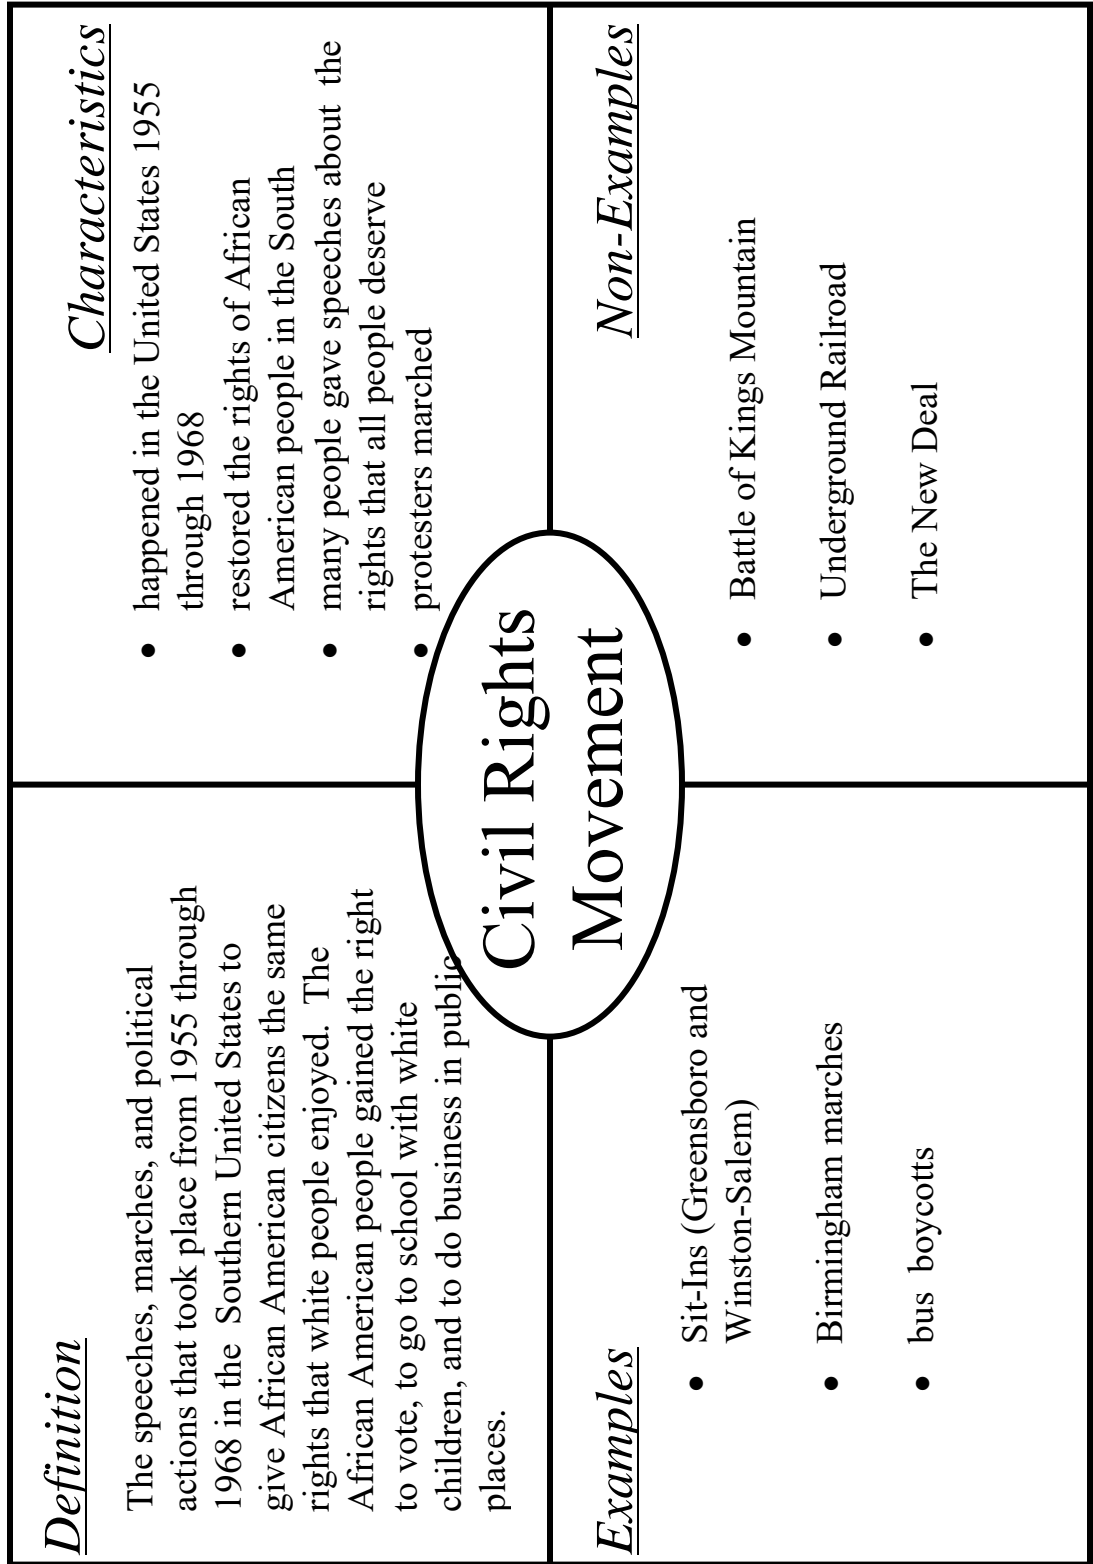 Definition
The speeches, marches, and political
actions that took place from 1955 through
1968 in the  Southern United States to
give African American citizens the same
rights that white people enjoyed.  The
African American people gained the right
to vote, to go to school with white
children, and to do business in public
places.
Characteristics
• happened in the United States 1955
through 1968
• restored the rights of African
American people in the South
• many people gave speeches about  the
rights that all people deserve
• protesters marched
Civil Rights
Movement
Examples
• Sit-Ins (Greensboro and
Winston-Salem)
• Birmingham marches
• bus  boycotts
Non-Examples
• Battle of Kings Mountain
• Underground Railroad
• The New Deal